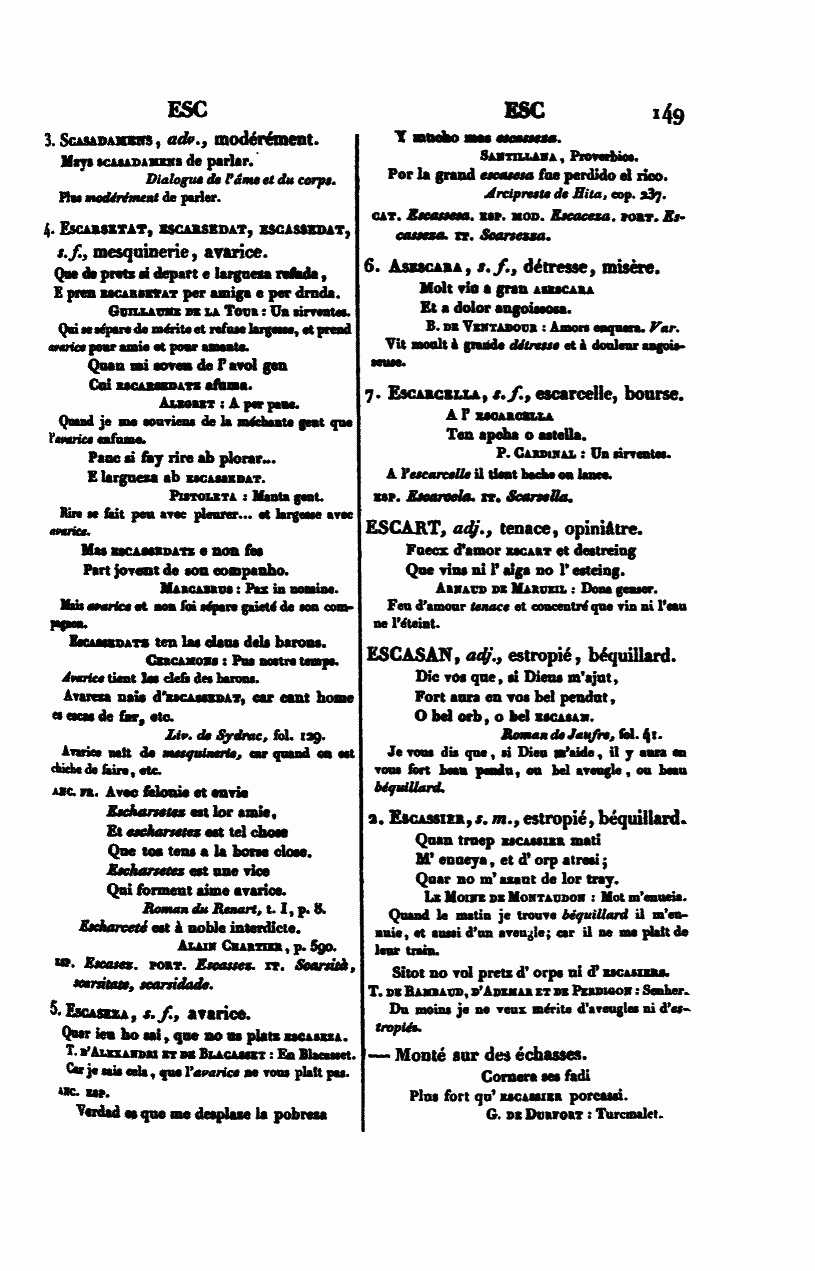 ESC
3. SCASADAMENS, adv., modérément.
Mays SCASADAMENS de parlar.
Dialogue de l'âme et du corps.
Plus modérément de parler.
4. ESCARSETAT, ESCARSEDAT, ESCASSEDAT,
s. f., mesquinerie, avarice.
Que de pretz si depart e largueza refuda,
E pren ESCARSETAT per amiga e per druda.
GUILLAUME DE LA TOUR : Un sirventes.
Qui se sépare de mérite et refuse largesse, et prend
avarice pour amie et pour amante.
Quan mi soven de l'avol gen
Cui ESCARSEDATZ afuma.
ALEGRET : A per pauc.
Quand je me souviens de la méchante gent que
l'avarice enfume.
Pauc si fay rire ab plorar...
E largueza ab ESCASSEDAT.
PISTOLETA : Manta gent.
Rire se fait peu avec pleurer... et largesse avec
avarice.
Mas ESCASSEDATZ e non fes
Part jovent de son companho.
MARCABRUS : Pax in nomine.
Mais avarice et non foi sépare gaieté de son com-
pagnon.
ESCASSEDATZ ten las claus dels barons.
CERCAMONS : Pus nostre temps.
Avarice tient les clefs des barons.
Avareza nais d'ESCASSEDAT, car cant home
es escas de far, etc.
Liv. de Sydrac, fol. 129.
Avarice naît de mesquinerie, car quand on est
chiche de faire, etc.
ANC. FR. Avec felonie et envie
Escharsetez est lor amie,
Et escharsetez est tel chose
Que tos tens a la borse close.
Escharsetez est une vice
Qui forment aime avarice.
Roman du Renart, t. I, p. 8.
Escharceté est à noble interdicte.
ALAIN CHARTIER, p. 590.
ESP. Escasez. PORT. Escassez. IT. Scarsità,
scarsitate, scarsidade.
5. ESCASEZA, s. f., avarice.
Quar ieu ho sai, que no us platz ESCASEZA.
T. D'ALEXANDRI ET DE BLACASSET : En Blacasset.
Car je sais cela, que l'avarice ne vous plaît pas.
ANC. ESP.
Verdad es que me desplase la pobresa
ESC 149
Y mucho mas escasesa.
SANTILLANA, Proverbios.
Por la grand escasesa fue perdido el rico.
Arcipreste de Hita, cop. 237.
CAT. Escassesa. ESP. MOD. Escaceza. PORT. Es-
casseza. IT. Scarsezza.
6. ASESCARA, s. f., détresse, misère.
Molt vio a gran ASESCARA
Et a dolor angoissosa.
B. DE VENTADOUR : Amors enquera. Var.
Vit moult à grande détresse et à douleur angois-
seuse.
7. ESCARCELLA, s. f., escarcelle, bourse.
A l' ESCARCELLA
Ten apcha o astella.
P. CARDINAL : Un sirventes.
A l'escarcelle il tient hache ou lance.
ESP. Escarcela. IT. Scarsella.
ESCART, adj., tenace, opiniâtre.
Fuecx d'amor ESCART et destreing
Que vins ni l' aiga no l' esteing.
ARNAUD DE MARUEIL : Dona genser.
Feu d'amour tenace et concentré que vin ni l'eau
ne l'éteint.
ESCASAN, adj., estropié, béquillard.
Dic vos que, si Dieus m'ajut,
Fort aura en vos bel pendut,
O bel orb, o bel ESCASAN.
Roman de Jaufre, fol. 41.
Je vous dis que, si Dieu m'aide, il y aura en
vous fort beau pendu, ou bel aveugle, ou beau
béquillard.
2. ESCASSIER, s. m., estropié, béquillard.
Quan truep ESCASSIER mati
M' enueya, et d' orp atresi;
Quar no m' azaut de lor tray.
LE MOINE DE MONTAUDON : Mot m'enueia.
Quand le matin je trouve béquillard il m'en-
nuie, et aussi d'un aveugle; car il ne me plaît de
leur train.
Sitot no vol pretz d' orps ni d' ESCASIERS.
T. DE RAMBAUD, D'ADEMAR ET DE PERDIGON : Senher.
Du moins je ne veux mérite d'aveugles ni d'es-
tropiés.
— Monté sur des échasses.
Cornera ses fadi
Plus fort qu' ESCASSIER porcassi.
G. DE DURFORT : Turcmalet.